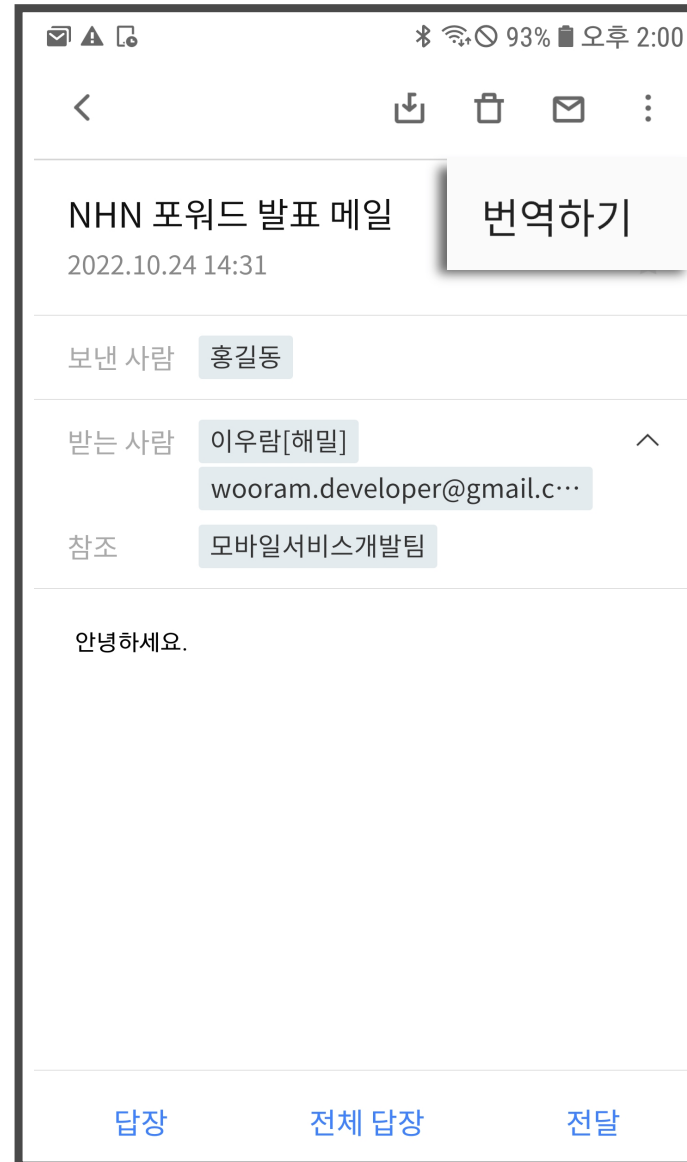 93% 오후 2:00
NHN 포워드 발표 메일
번역하기
2022.10.24 14:31
보낸 사람 홍길동
받는 사람 이우람[해밀]
wooram.developer@gmail.c…
참조 모바일서비스개발팀
안녕하세요.
답장 전체 답장 전달